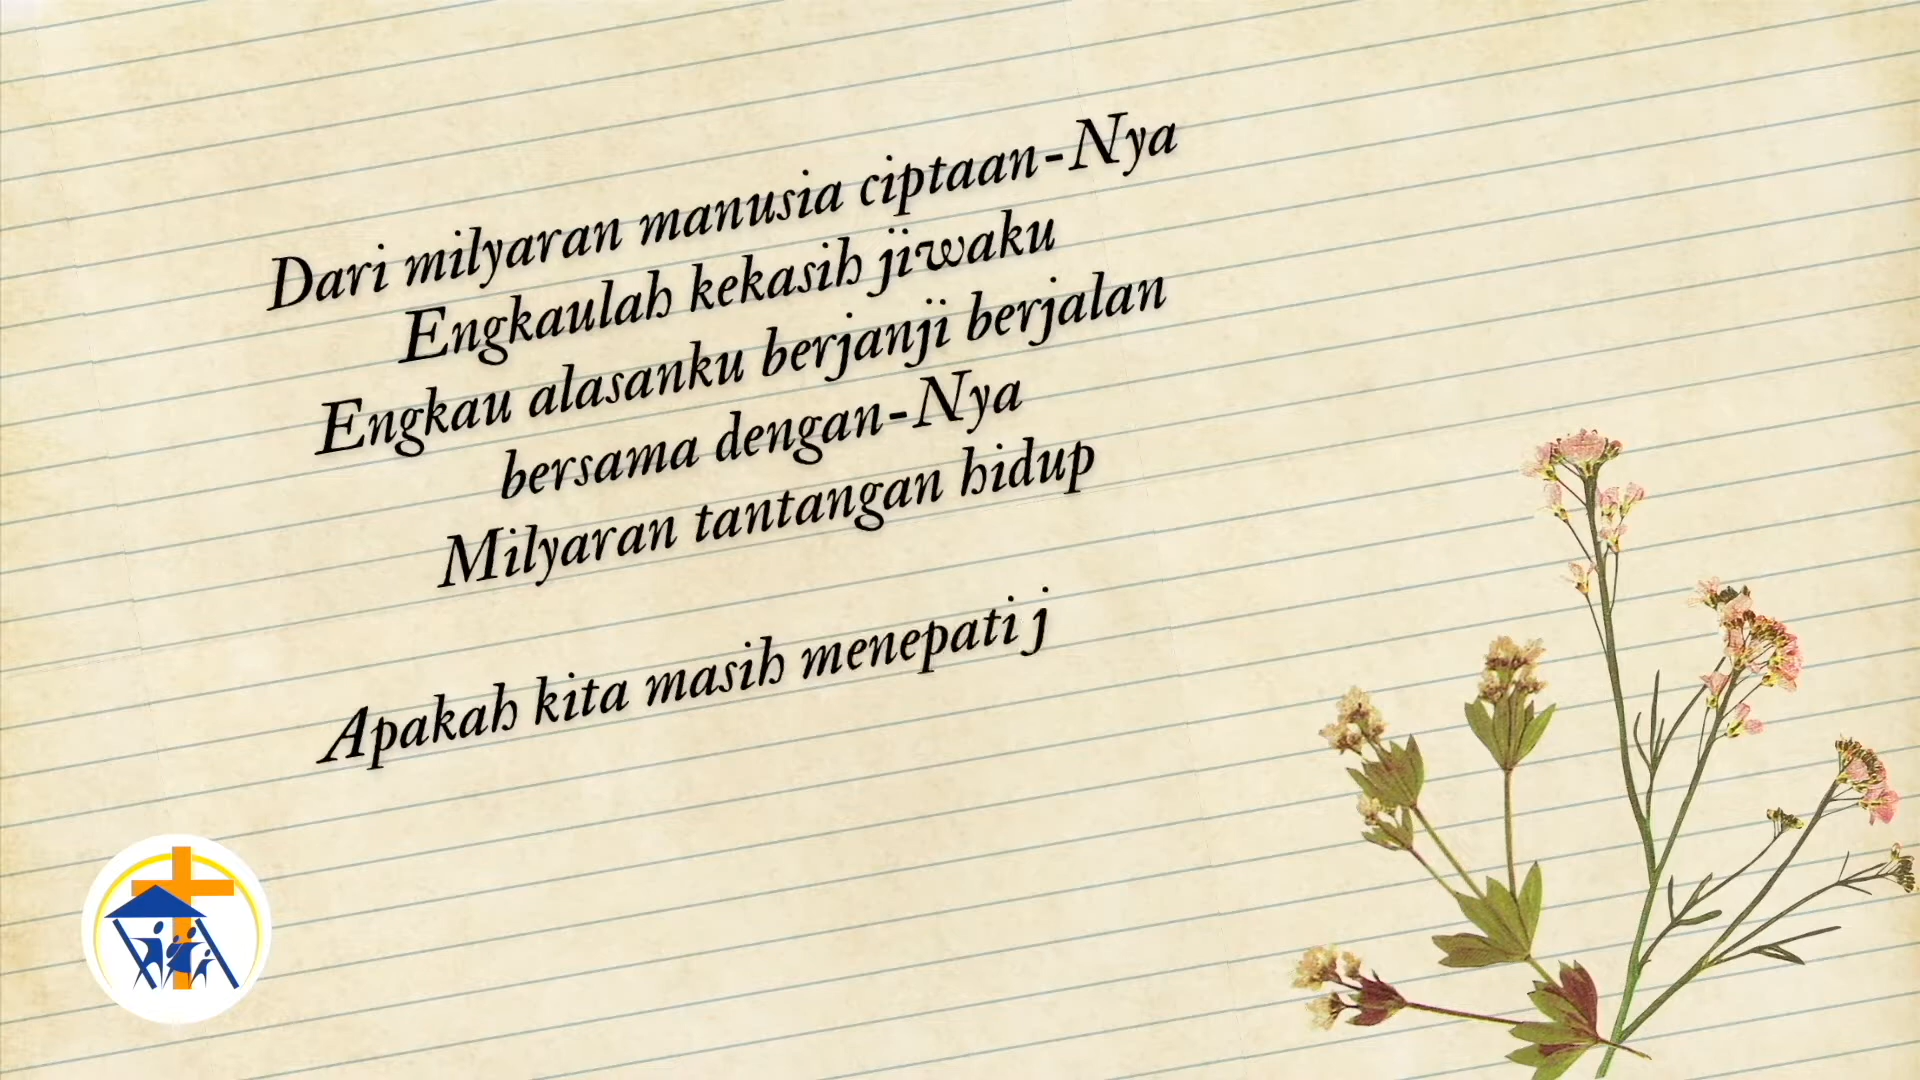 Dari milyaran manusia ciptaan-Nya
Engkaulah kekasih jiwaku
Engkau alasanku berjanji berjalan
bersama dengan-Nya
Milyaran tantangan hidup
Apakah kita masih menepati j